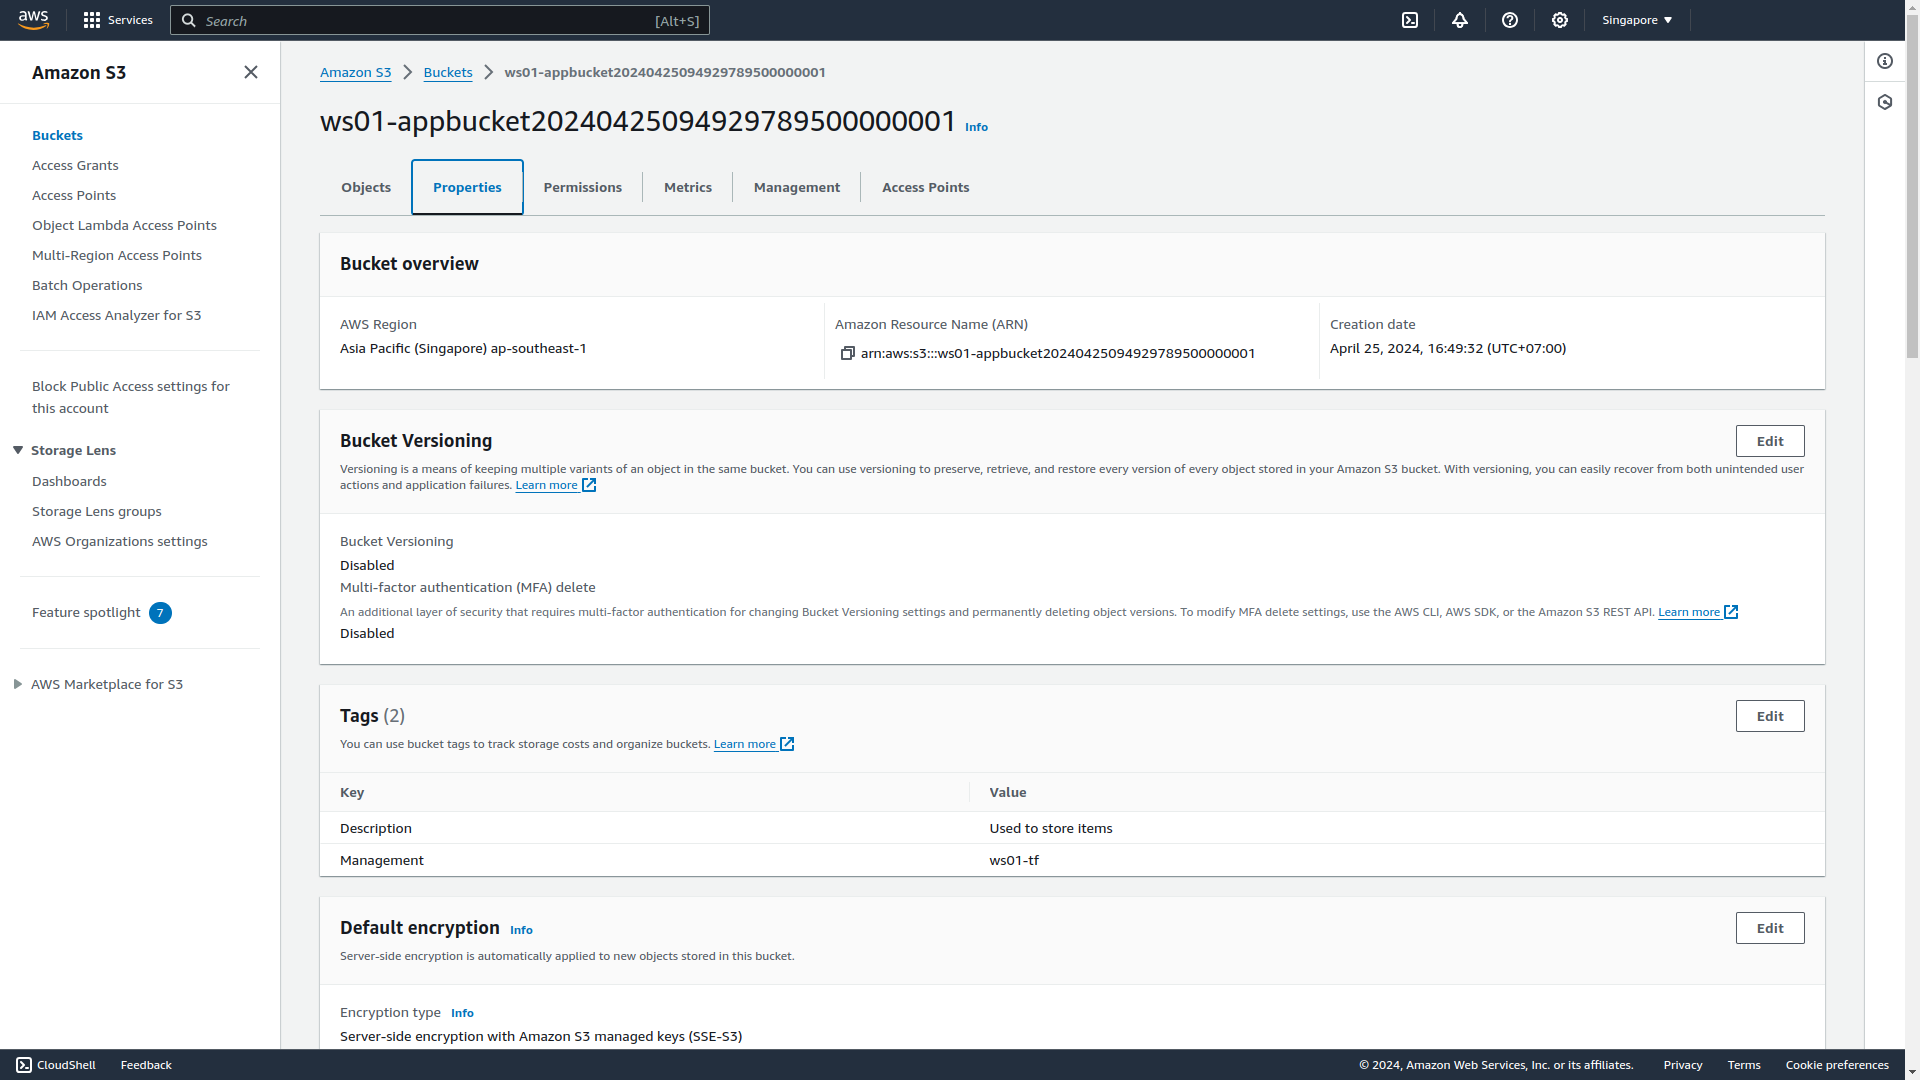 aws
Services
Search
[Alt+S]
Singapore
Amazon S3
Buckets
Access Grants
Access Points
Object Lambda Access Points
Multi-Region Access Points
Batch Operations
IAM Access Analyzer for S3
Block Public Access settings for
this account
Storage Lens
Dashboards
Storage Lens groups
AWS Organizations settings
Feature spotlight 7
AWS Marketplace for S3
Amazon S3 > Buckets > ws01-appbucket20240425094929789500000001
ws01-appbucket20240425094929789500000001 Info
Objects
Properties
Permissions
Metrics
Management
Access Points
Bucket overview
AWS Region
Asia Pacific (Singapore) ap-southeast-1
Amazon Resource Name (ARN)
arn:aws:s3:::ws01-appbucket20240425094929789500000001
Creation date
April 25, 2024, 16:49:32 (UTC+07:00)
Bucket Versioning
Edit
Versioning is a means of keeping multiple variants of an object in the same bucket. You can use versioning to preserve, retrieve, and restore every version of every object stored in your Amazon S3 bucket. With versioning, you can easily recover from both unintended user
actions and application failures. Learn more
Bucket Versioning
Disabled
Multi-factor authentication (MFA) delete
An additional layer of security that requires multi-factor authentication for changing Bucket Versioning settings and permanently deleting object versions. To modify MFA delete settings, use the AWS CLI, AWS SDK, or the Amazon S3 REST API. Learn more
Disabled
Tags (2)
Edit
You can use bucket tags to track storage costs and organize buckets. Learn more
Key Value
Description Used to store items
Management ws01-tf
Default encryption Info
Edit
Server-side encryption is automatically applied to new objects stored in this bucket.
Encryption type Info
Server-side encryption with Amazon S3 managed keys (SSE-S3)
CloudShell
Feedback
© 2024, Amazon Web Services, Inc. or its affiliates.
Privacy
Terms
Cookie preferences